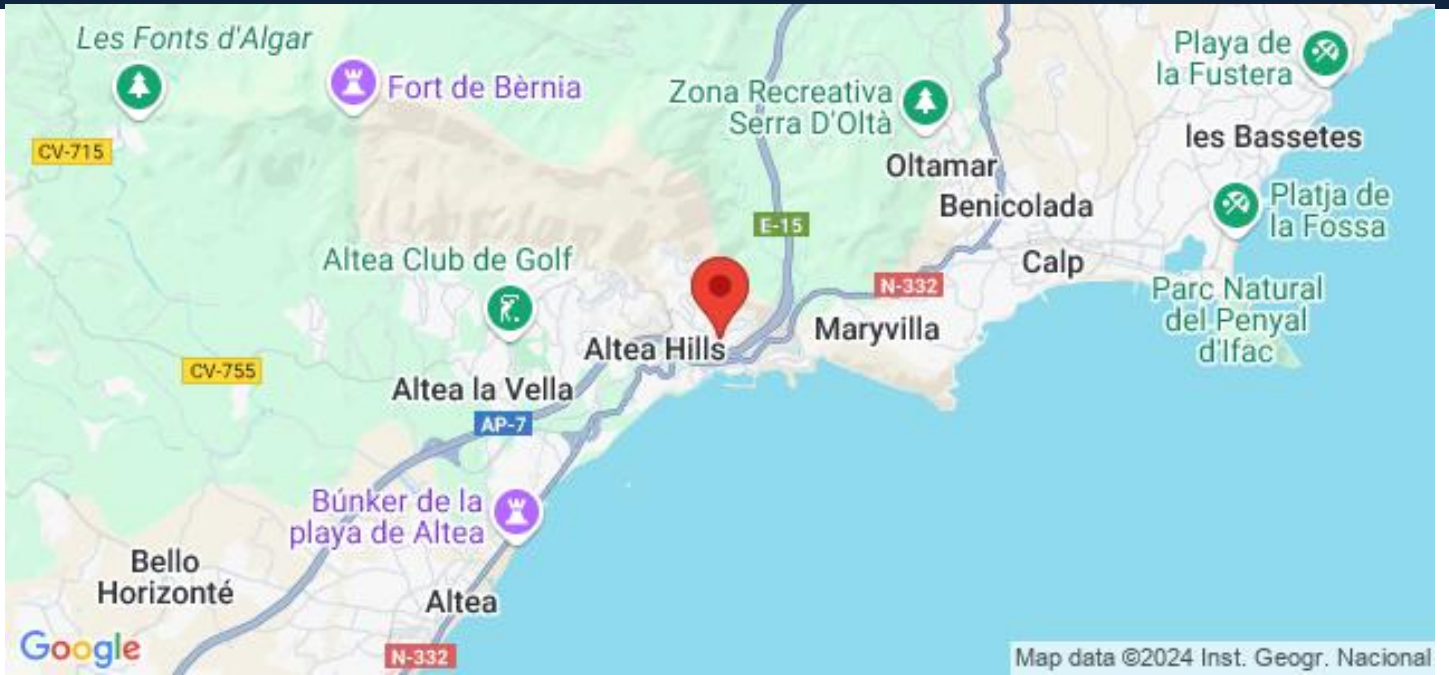 Les Fonts d'Algar
Fort de Bèrnia
Zona Recreativa
Serra D'Oltà
Playa de
la Fustera
les Bassetes
CV-715
Oltamar
Benicolada
Platja de
la Fossa
E-15
Altea Club de Golf
Calp
N-332
Parc Natural
del Penyal
d'Ifac
Maryvilla
Altea Hills
CV-755
Altea la Vella
AP-7
Búnker de la
playa de Altea
Bello
Horizonté
Altea
Google
N-332
Map data ©2024 Inst. Geogr. Nacional